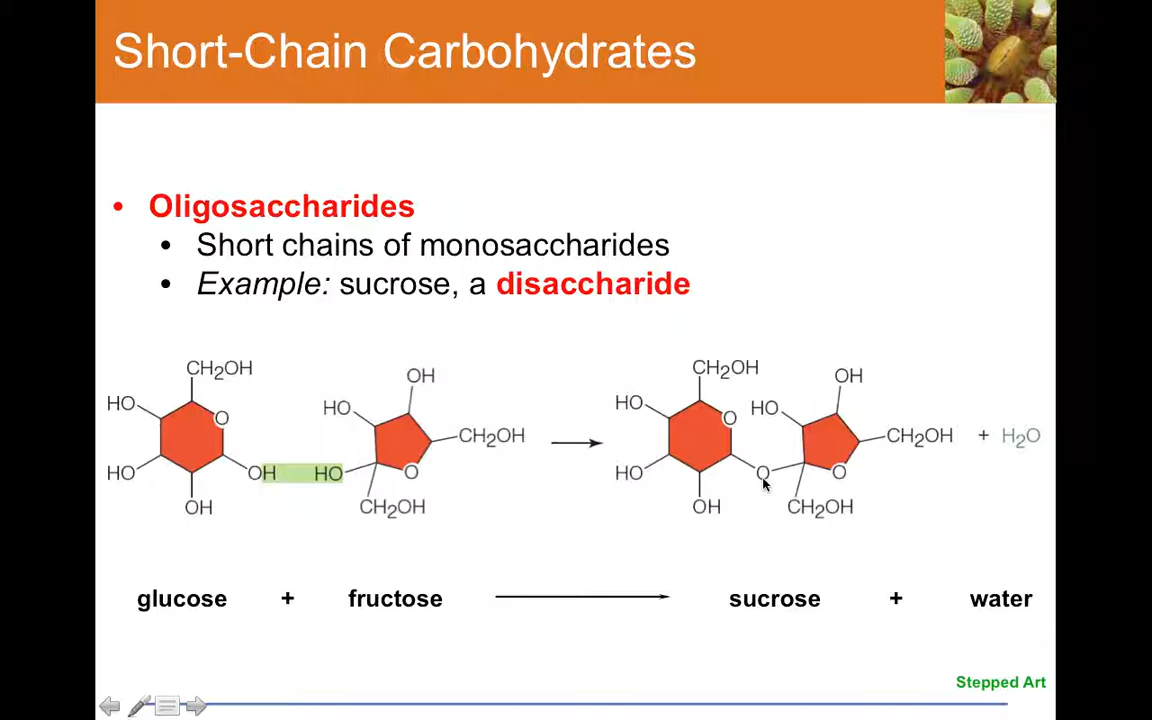 Short-Chain Carbohydrates
• Oligosaccharides
• Short chains of monosaccharides
• Example: sucrose, a disaccharide
CH₂OH
HO
O
HO
OH
OH
OH
HO
CH₂OH
HO
O
CH₂OH
CH₂OH
HO
O
HO
OH
O
OH
HO
CH₂OH
O
CH₂OH
+ H₂O
glucose + fructose sucrose + water
Stepped Art